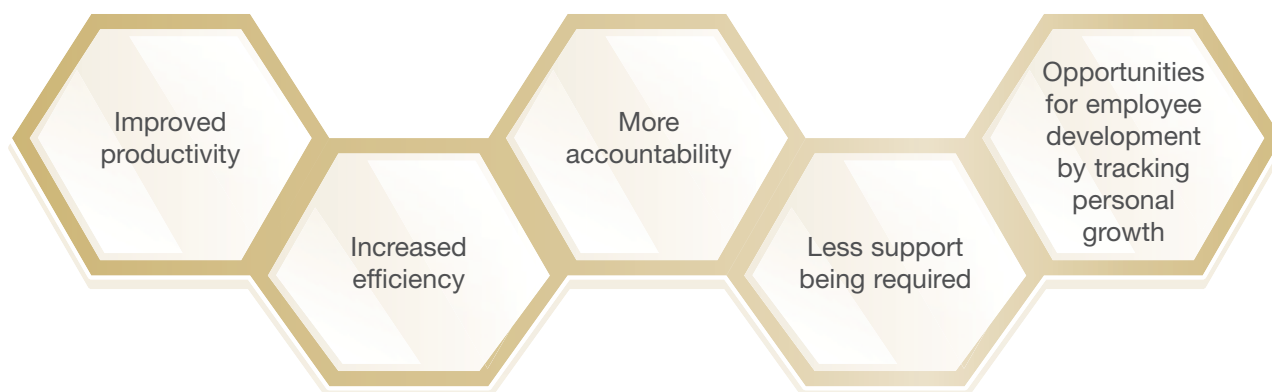 Improved
productivity
Increased
efficiency
More
accountability
Less support
being required
Opportunities
for employee
development
by tracking
personal
growth